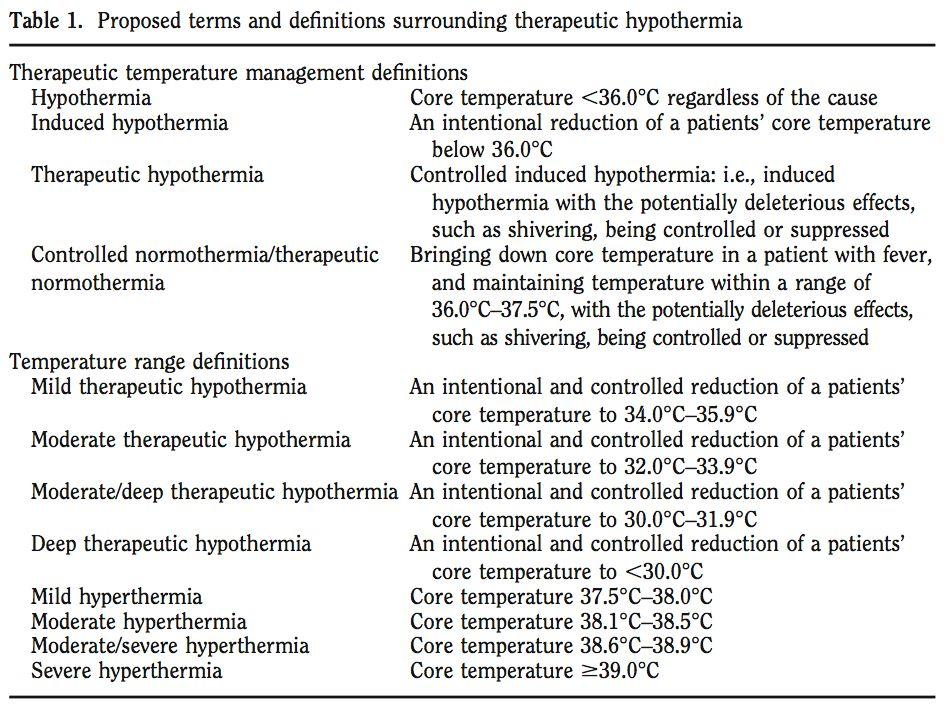 Table 1. Proposed terms and definitions surrounding therapeutic hypothermia
Therapeutic temperature management definitions
Hypothermia Core temperature <36.0°C regardless of the cause
Induced hypothermia An intentional reduction of a patients’ core temperature
below 36.0°C
Therapeutic hypothermia Controlled induced hypothermia: i.e., induced
hypothermia with the potentially deleterious effects,
such as shivering, being controlled or suppressed
Controlled normothermia/therapeutic Bringing down core temperature in a patient with fever,
normothermia and maintaining temperature within a range of
36.0°C–37.5°C, with the potentially deleterious effects,
such as shivering, being controlled or suppressed
Temperature range definitions
Mild therapeutic hypothermia An intentional and controlled reduction of a patients’
core temperature to 34.0°C–35.9°C
Moderate therapeutic hypothermia An intentional and controlled reduction of a patients’
core temperature to 32.0°C–33.9°C
Moderate/deep therapeutic hypothermia An intentional and controlled reduction of a patients’
core temperature to 30.0°C–31.9°C
Deep therapeutic hypothermia An intentional and controlled reduction of a patients’
core temperature to <30.0°C
Mild hyperthermia Core temperature 37.5°C–38.0°C
Moderate hyperthermia Core temperature 38.1°C–38.5°C
Moderate/severe hyperthermia Core temperature 38.6°C–38.9°C
Severe hyperthermia Core temperature ≥39.0°C